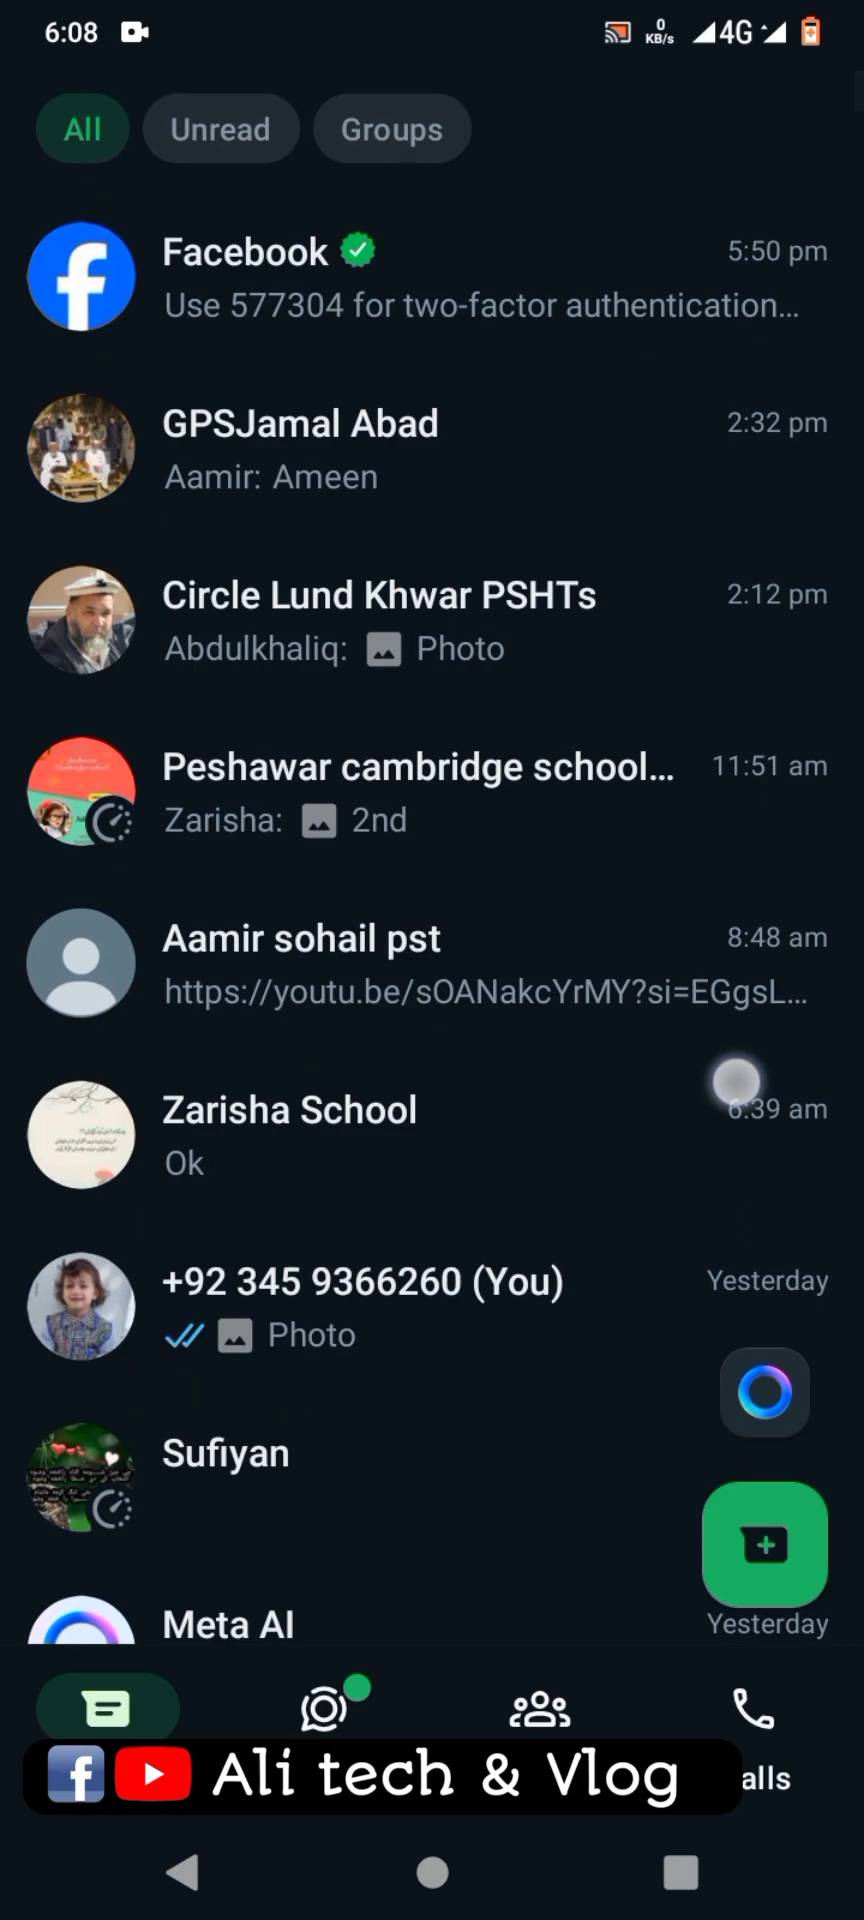 6:08 0 KB/s 4G
All Unread Groups
Facebook 5:50 pm
Use 577304 for two-factor authentication...
GPSJamal Abad 2:32 pm
Aamir: Ameen
Circle Lund Khwar PSHTs 2:12 pm
Abdulkhaliq: Photo
Peshawar cambridge school... 11:51 am
Zarisha: 2nd
Aamir sohail pst 8:48 am
https://youtu.be/sOANakcYrMY?si=EGgsL...
Zarisha School 6:39 am
Ok
+92 345 9366260 (You) Yesterday
Photo
Sufiyan
Meta AI Yesterday
Ali tech & Vlog alls